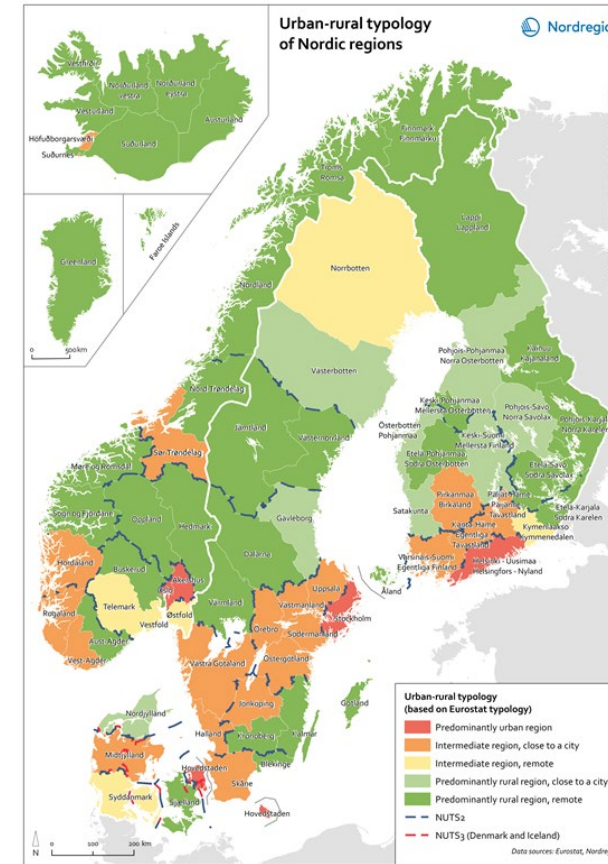 Urban-rural typology
of Nordic regions
Nordregio
Vestfirðir
Norðurland
vestra
Norðurland
eystra
Vesturland
Austurland
Höfuðborgarsvæði
Suðurnes
Suðurland
Greenland
Faroe Islands
0 500 km
Finnmark
Finnmárku
Troms
Romsa
Lappi
Lappland
Norrbotten
Nordland
Västerbotten
Pohjois-Pohjanmaa
Norra Österbotten
Kainuu
Kajanaland
Nord-Trøndelag
Jämtland
Västernorrland
Keski-Pohjanmaa
Mellersta Österbotten
Pohjois-Savo
Norra Savolax
Pohjois-Karjala
Norra Karelen
Österbotten
Pohjanmaa
Keski-Suomi
Mellersta Finland
Etelä-Pohjanmaa
Södra Österbotten
Etelä-Savo
Södra Savolax
Sør-Trøndelag
Møre og Romsdal
Gävleborg
Satakunta
Pirkanmaa
Birkaland
Päijät-Häme
Päijänne
Tavastland
Etelä-Karjala
Södra Karelen
Kymenlaakso
Kymmenedalen
Kanta-Häme
Egentliga
Tavastland
Sogn og Fjordane
Oppland
Hedmark
Dalarna
Varsinais-Suomi
Egentliga Finland
Helsinki - Uusimaa
Helsingfors - Nyland
Åland
Hordaland
Buskerud
Akershus
Oslo
Uppsala
Västmanland
Stockholm
Värmland
Örebro
Södermanland
Telemark
Østfold
Vestfold
Rogaland
Aust-Agder
Vest-Agder
Västra Götaland
Östergötland
Jönköping
Gotland
Nordjylland
Halland
Kronoberg
Kalmar
Blekinge
Midtjylland
Hovedstaden
Skåne
Syddanmark
Sjælland
Hovedstaden
N
0 100 200 km
Urban-rural typology
(based on Eurostat typology)
Predominantly urban region
Intermediate region, close to a city
Intermediate region, remote
Predominantly rural region, close to a city
Predominantly rural region, remote
NUTS2
NUTS3 (Denmark and Iceland)
Data sources: Eurostat, Nordre